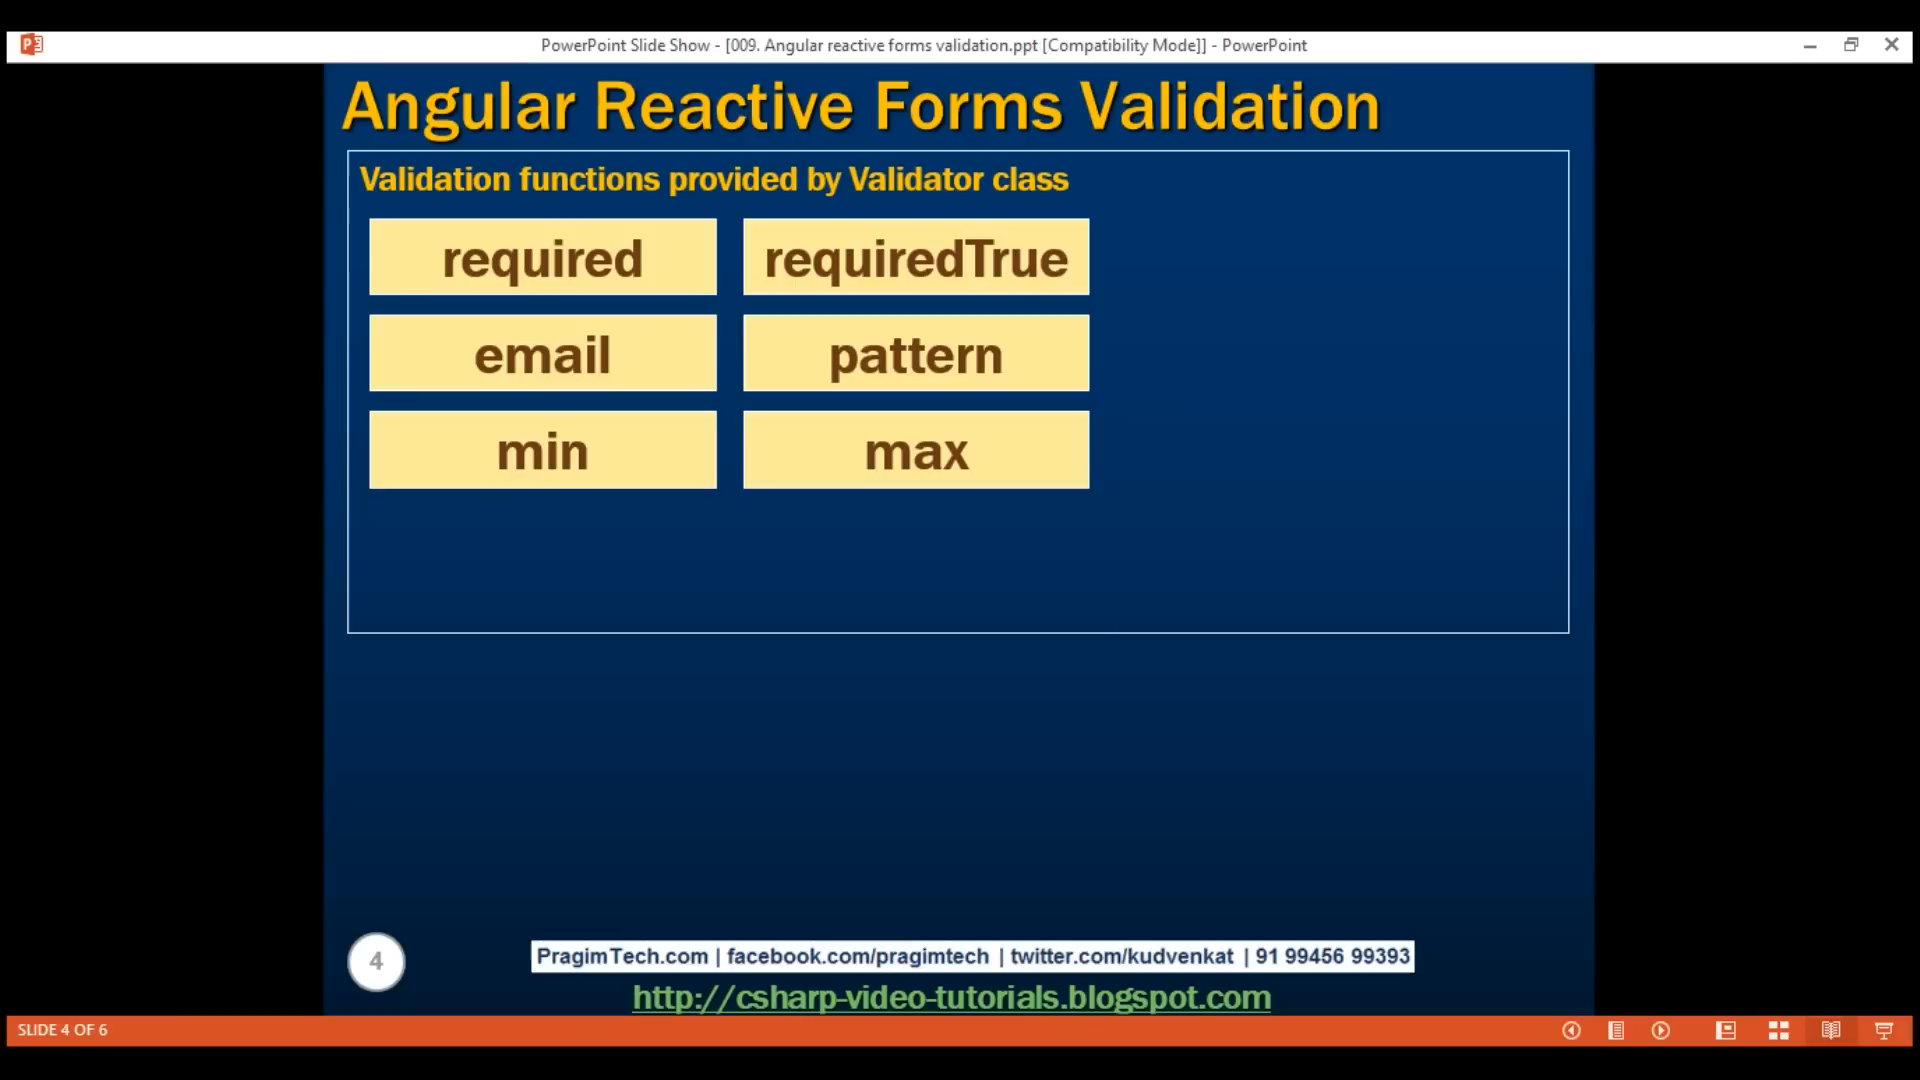 PowerPoint Slide Show - [009. Angular reactive forms validation.ppt [Compatibility Mode]] - PowerPoint
Angular Reactive Forms Validation
Validation functions provided by Validator class
required requiredTrue
email pattern
min max
4
PragimTech.com | facebook.com/pragimtech | twitter.com/kudvenkat | 91 99456 99393
http://csharp-video-tutorials.blogspot.com
SLIDE 4 OF 6